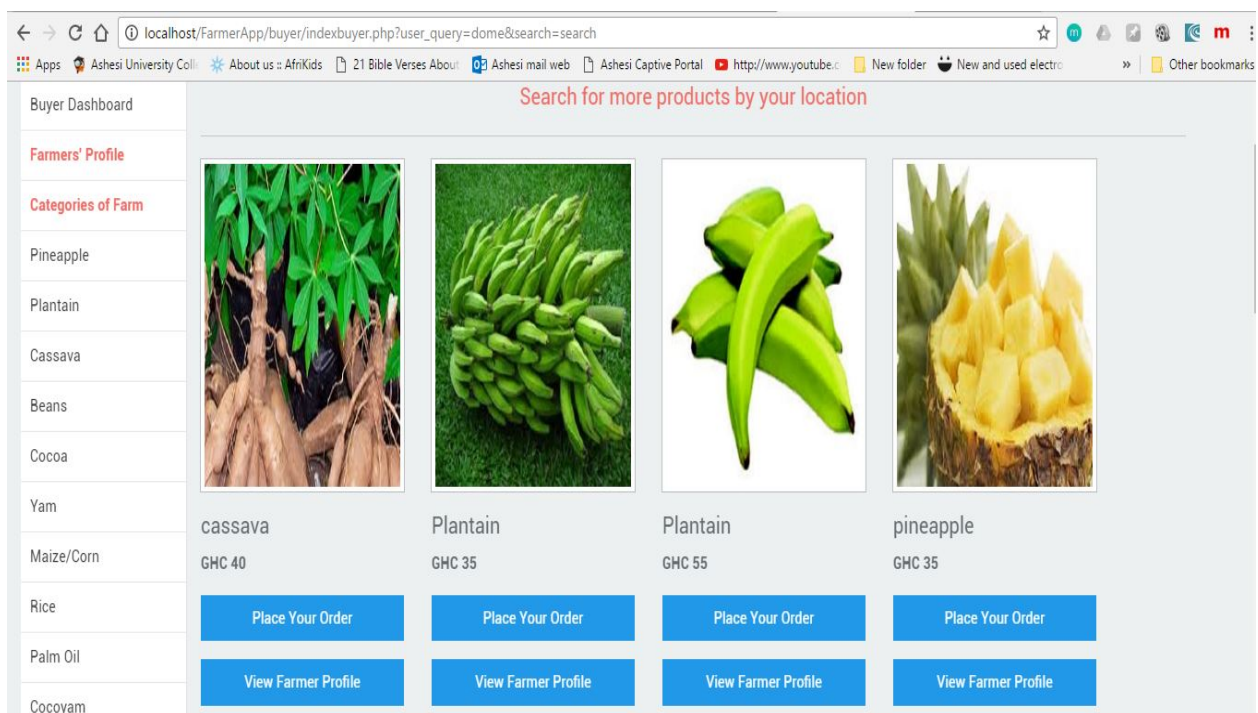 localhost/FarmerApp/buyer/indexbuyer.php?user_query=dome&search=search
Apps Ashesi University Coll About us :: AfriKids 21 Bible Verses About Ashesi mail web Ashesi Captive Portal http://www.youtube.c New folder New and used electro » Other bookmarks
Buyer Dashboard
Farmers' Profile
Categories of Farm
Pineapple
Plantain
Cassava
Beans
Cocoa
Yam
Maize/Corn
Rice
Palm Oil
Cocoyam
Search for more products by your location
cassava Plantain Plantain pineapple
GHC 40 GHC 35 GHC 55 GHC 35
Place Your Order Place Your Order Place Your Order Place Your Order
View Farmer Profile View Farmer Profile View Farmer Profile View Farmer Profile